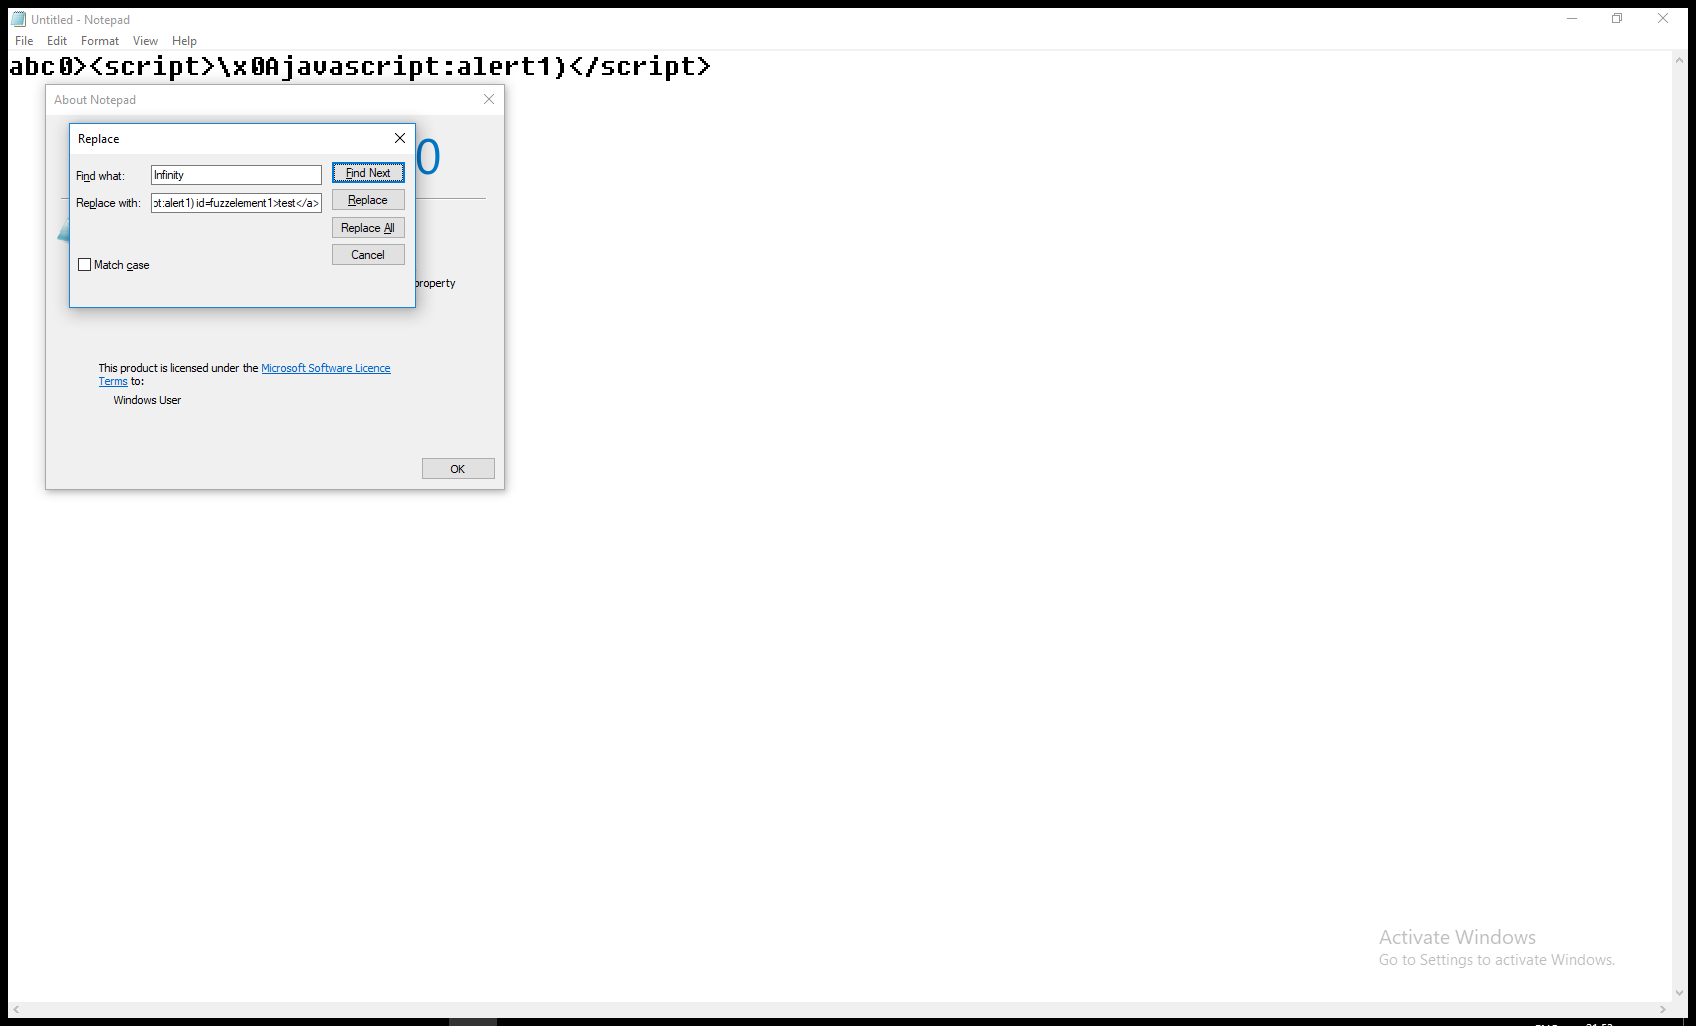 Untitled - Notepad
File Edit Format View Help
abc0><script>\x0Ajavascript:alert1)</script>
About Notepad
Replace
0
Find what: Infinity Find Next
Replace with: pt:alert1) id=fuzzelement1>test</a> Replace
Replace All
Cancel
Match case
property
This product is licensed under the Microsoft Software Licence
Terms to:
Windows User
OK
Activate Windows
Go to Settings to activate Windows.